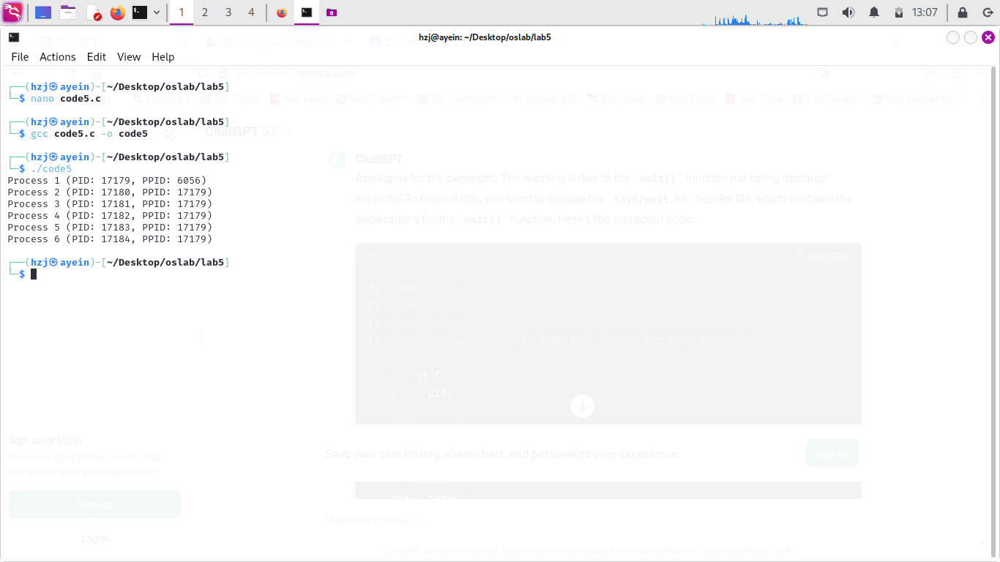 1 2 3 4 13:07
hzj@ayein: ~/Desktop/oslab/lab5
ChatGPT Operating Systems lab
File Actions Edit View Help
https://chat.openai.com
┌──(hzj㉿ayein)-[~/Desktop/oslab/lab5]
└─$ nano code5.c
Kali Linux Kali Tools Kali Docs Kali Forums Kali NetHunter Exploit-DB Kali Linux Kali Tools Kali Docs Kali Forums Kali NetHunter
┌──(hzj㉿ayein)-[~/Desktop/oslab/lab5]
└─$ gcc code5.c -o code5
ChatGPT 3.5
┌──(hzj㉿ayein)-[~/Desktop/oslab/lab5]
└─$ ./code5
Process 1 (PID: 17179, PPID: 6056)
Process 2 (PID: 17180, PPID: 17179)
Process 3 (PID: 17181, PPID: 17179)
Process 4 (PID: 17182, PPID: 17179)
Process 5 (PID: 17183, PPID: 17179)
Process 6 (PID: 17184, PPID: 17179)
┌──(hzj㉿ayein)-[~/Desktop/oslab/lab5]
└─$
ChatGPT
Apologies for the oversight. The warning is due to the `wait()` function not being declared
explicitly. To resolve this, you need to include the `<sys/wait.h>` header file, which contains the
declarations for the `wait()` function. Here's the corrected code:
c Copy code
#include <stdio.h>
#include <stdlib.h>
#include <unistd.h>
#include <sys/wait.h> // Include this header for wait function
int main() {
pid_t pid;
pid = fork();
Sign up or log in
Save your chat history, share chats,
and personalize your experience.
Sign up
Log in
Save your chat history, share chats, and personalize your experience.
Sign up
Message ChatGPT...
ChatGPT can make mistakes. Consider checking important information. Read our Terms and Privacy Policy.